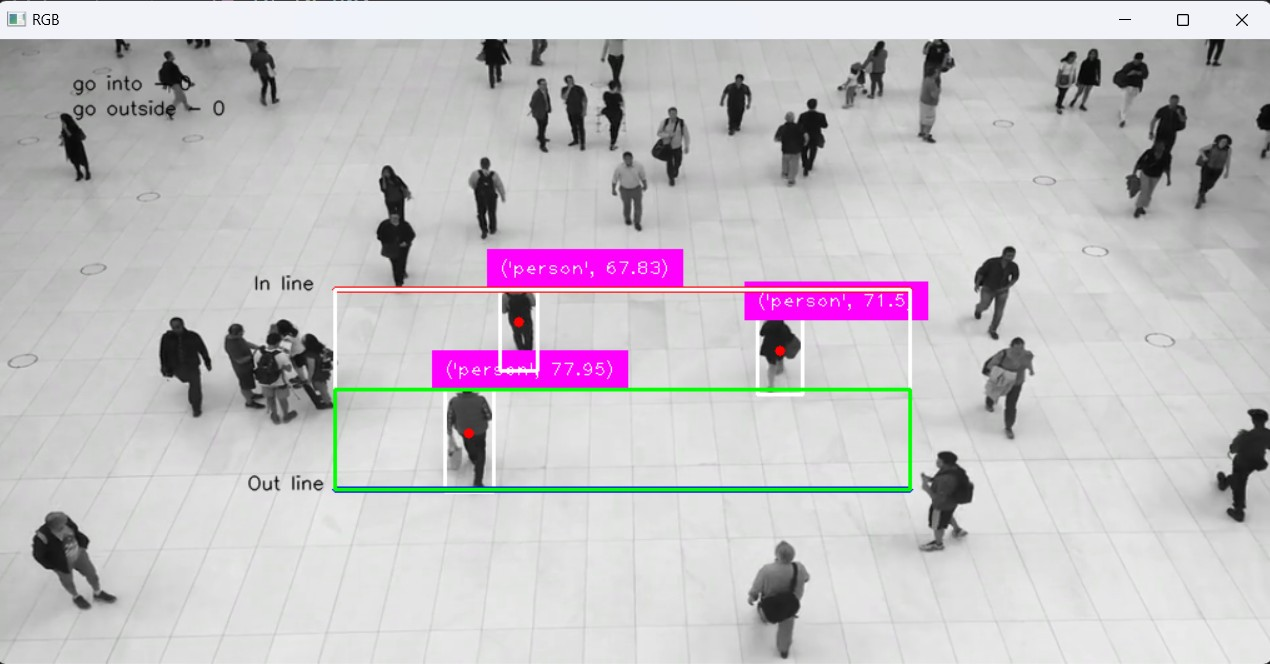 RGB
go into - 0
go outside - 0
('person', 67.83)
In line
('person', 71.5
('person', 77.95)
Out line